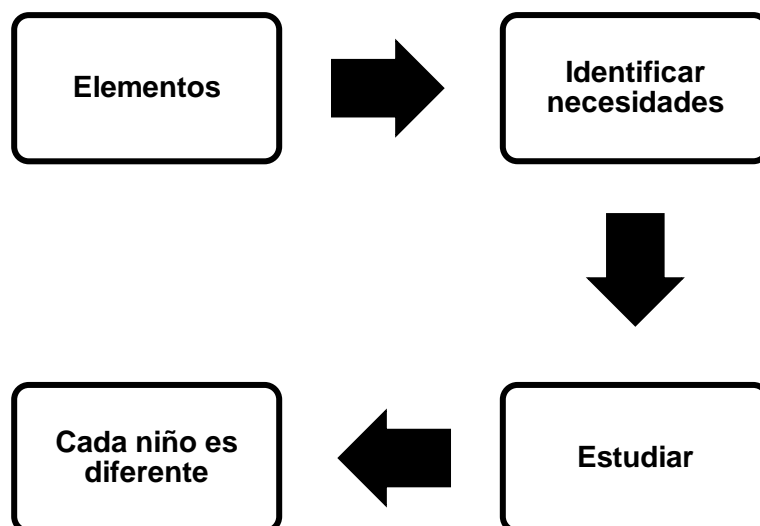 Elementos
Identificar
necesidades
Estudiar
Cada niño es
diferente